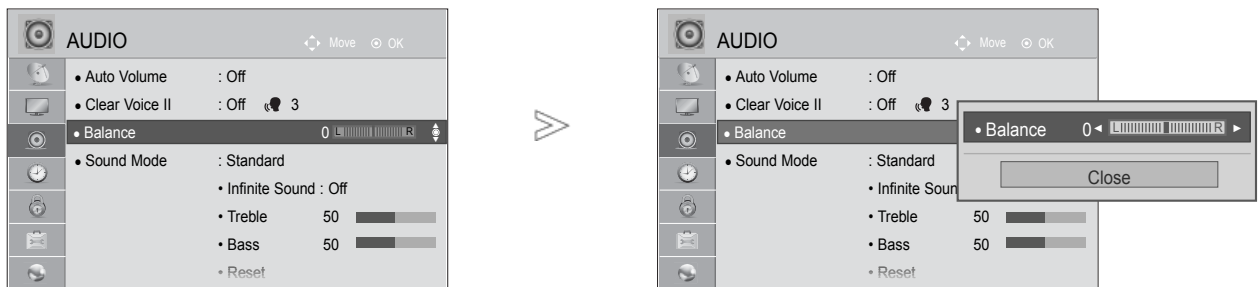 AUDIO Move OK
• Auto Volume : Off
• Clear Voice II : Off 3
• Balance 0 L R
• Sound Mode : Standard
• Infinite Sound : Off
• Treble 50
• Bass 50
• Reset
AUDIO Move OK
• Auto Volume : Off
• Clear Voice II : Off 3
• Balance
• Sound Mode : Standard
• Infinite Soun
• Treble 50
• Bass 50
• Reset
• Balance 0 ◄ L R ►
Close